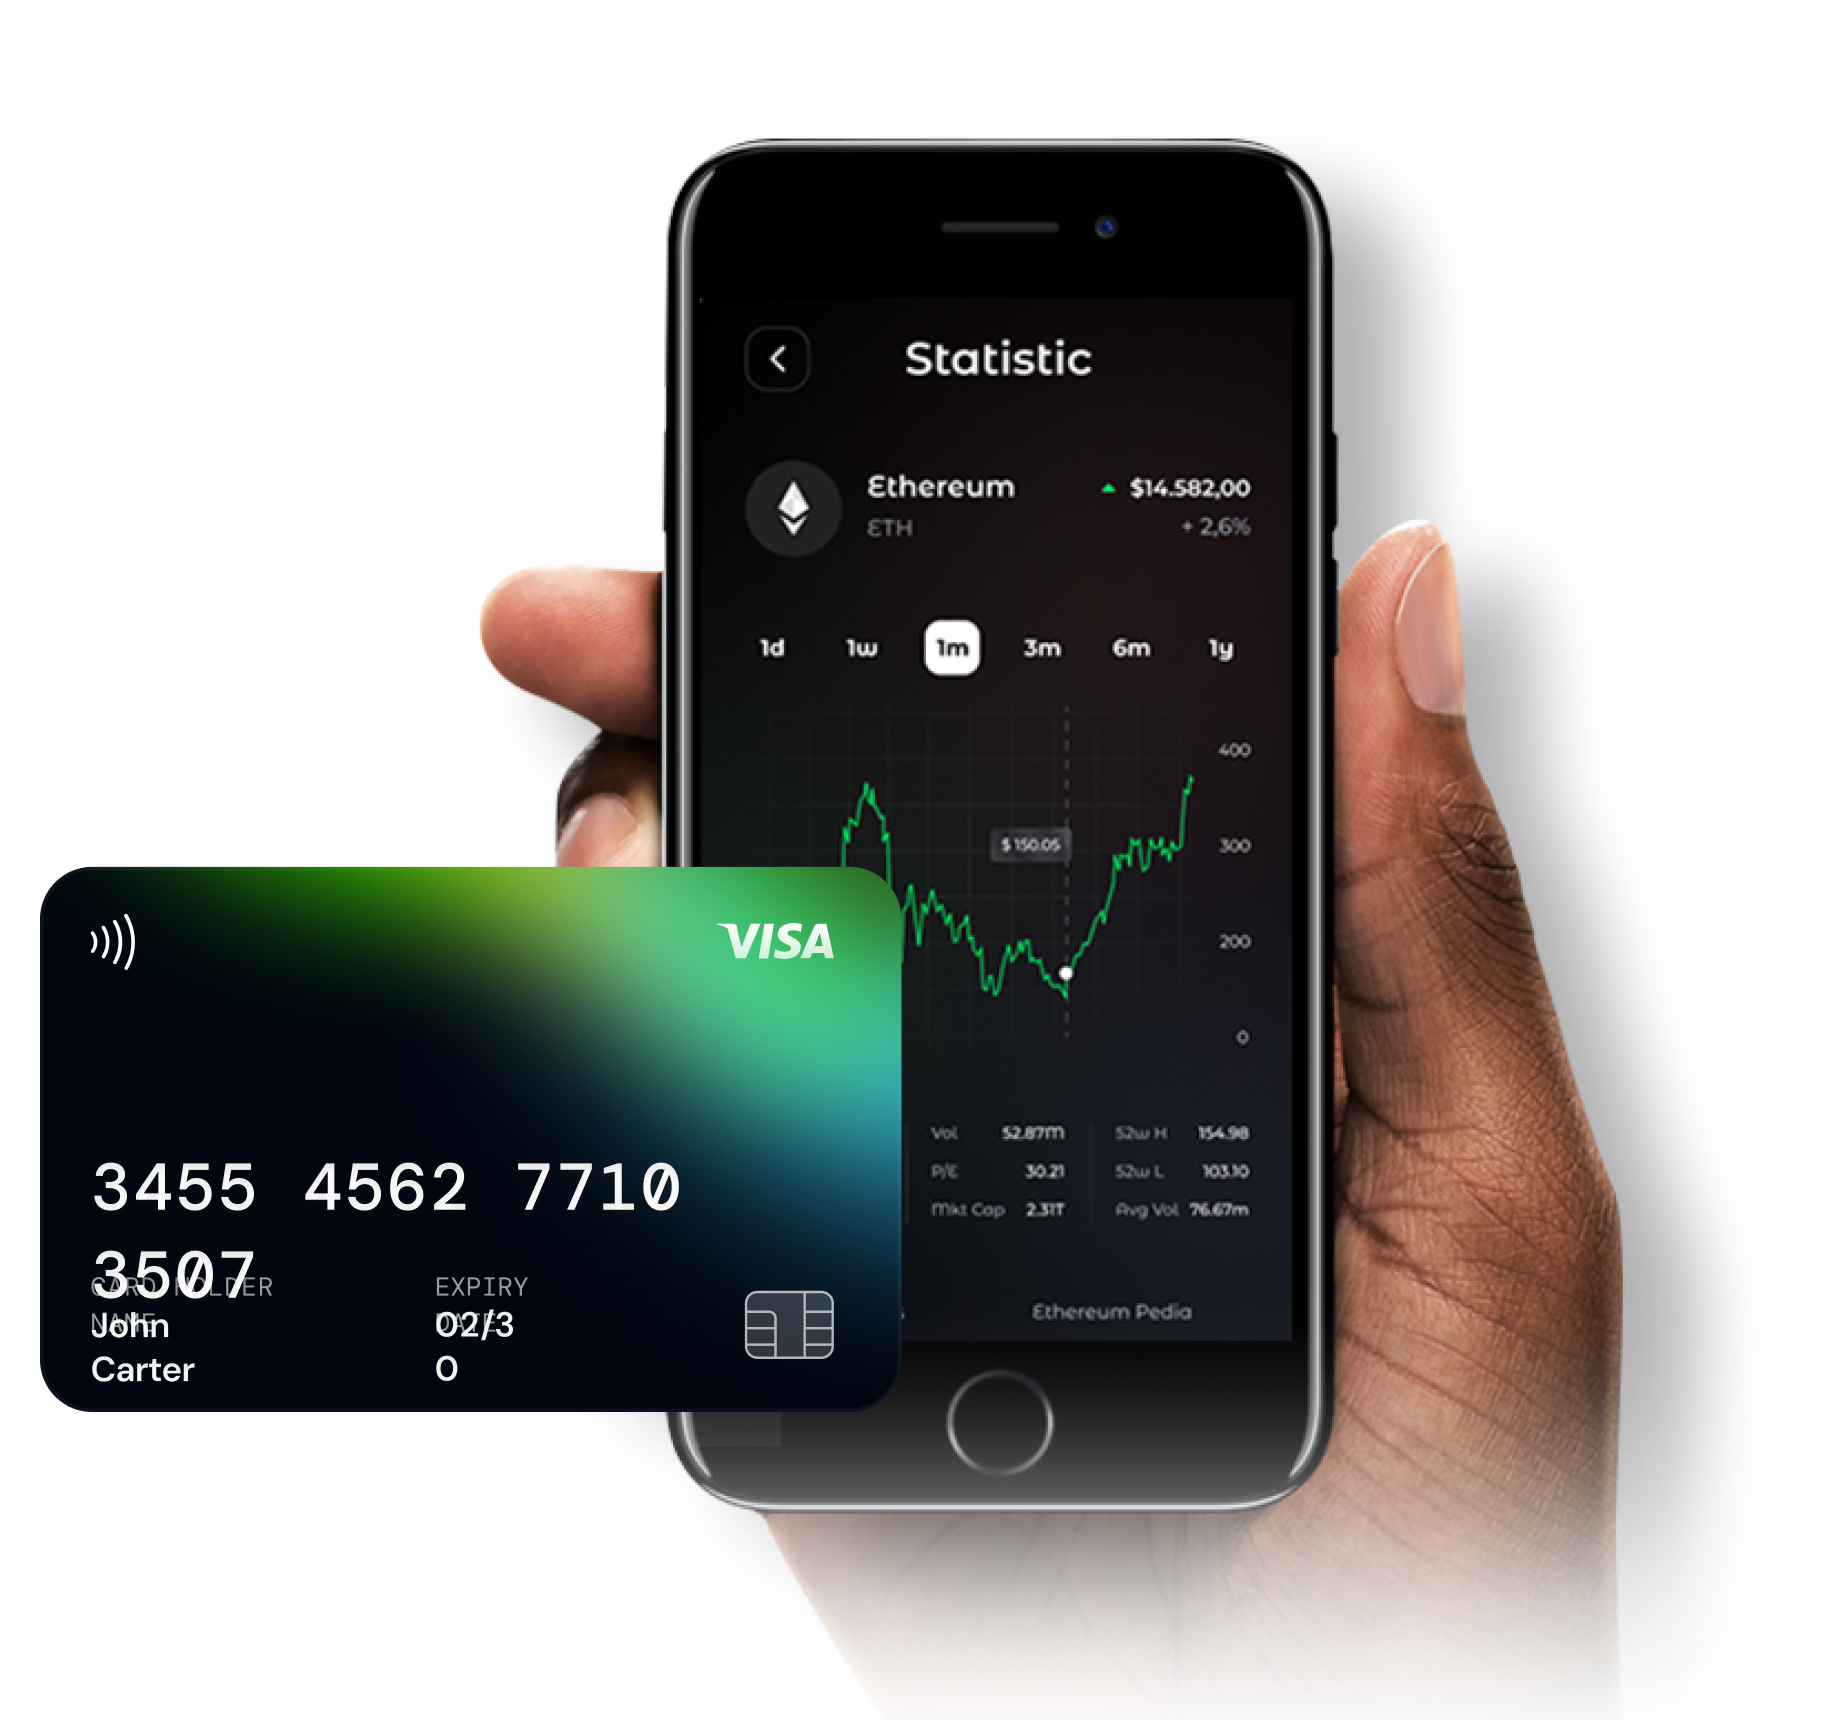 Statistic
Ethereum
$14.582,00
ETH
+ 2,6%
1d 1w 1m 3m 6m 1y
400
$ 150.05
300
200
0
Vol 52.87m 52w H 154.98
P/E 30.21 52w L 103.10
Mkt Cap 2.31T Avg Vol 76.67m
Ethereum Pedia
VISA
3455 4562 7710
3507
CARD HOLDER
NAME
John
Carter
EXPIRY
DATE
02/3
0